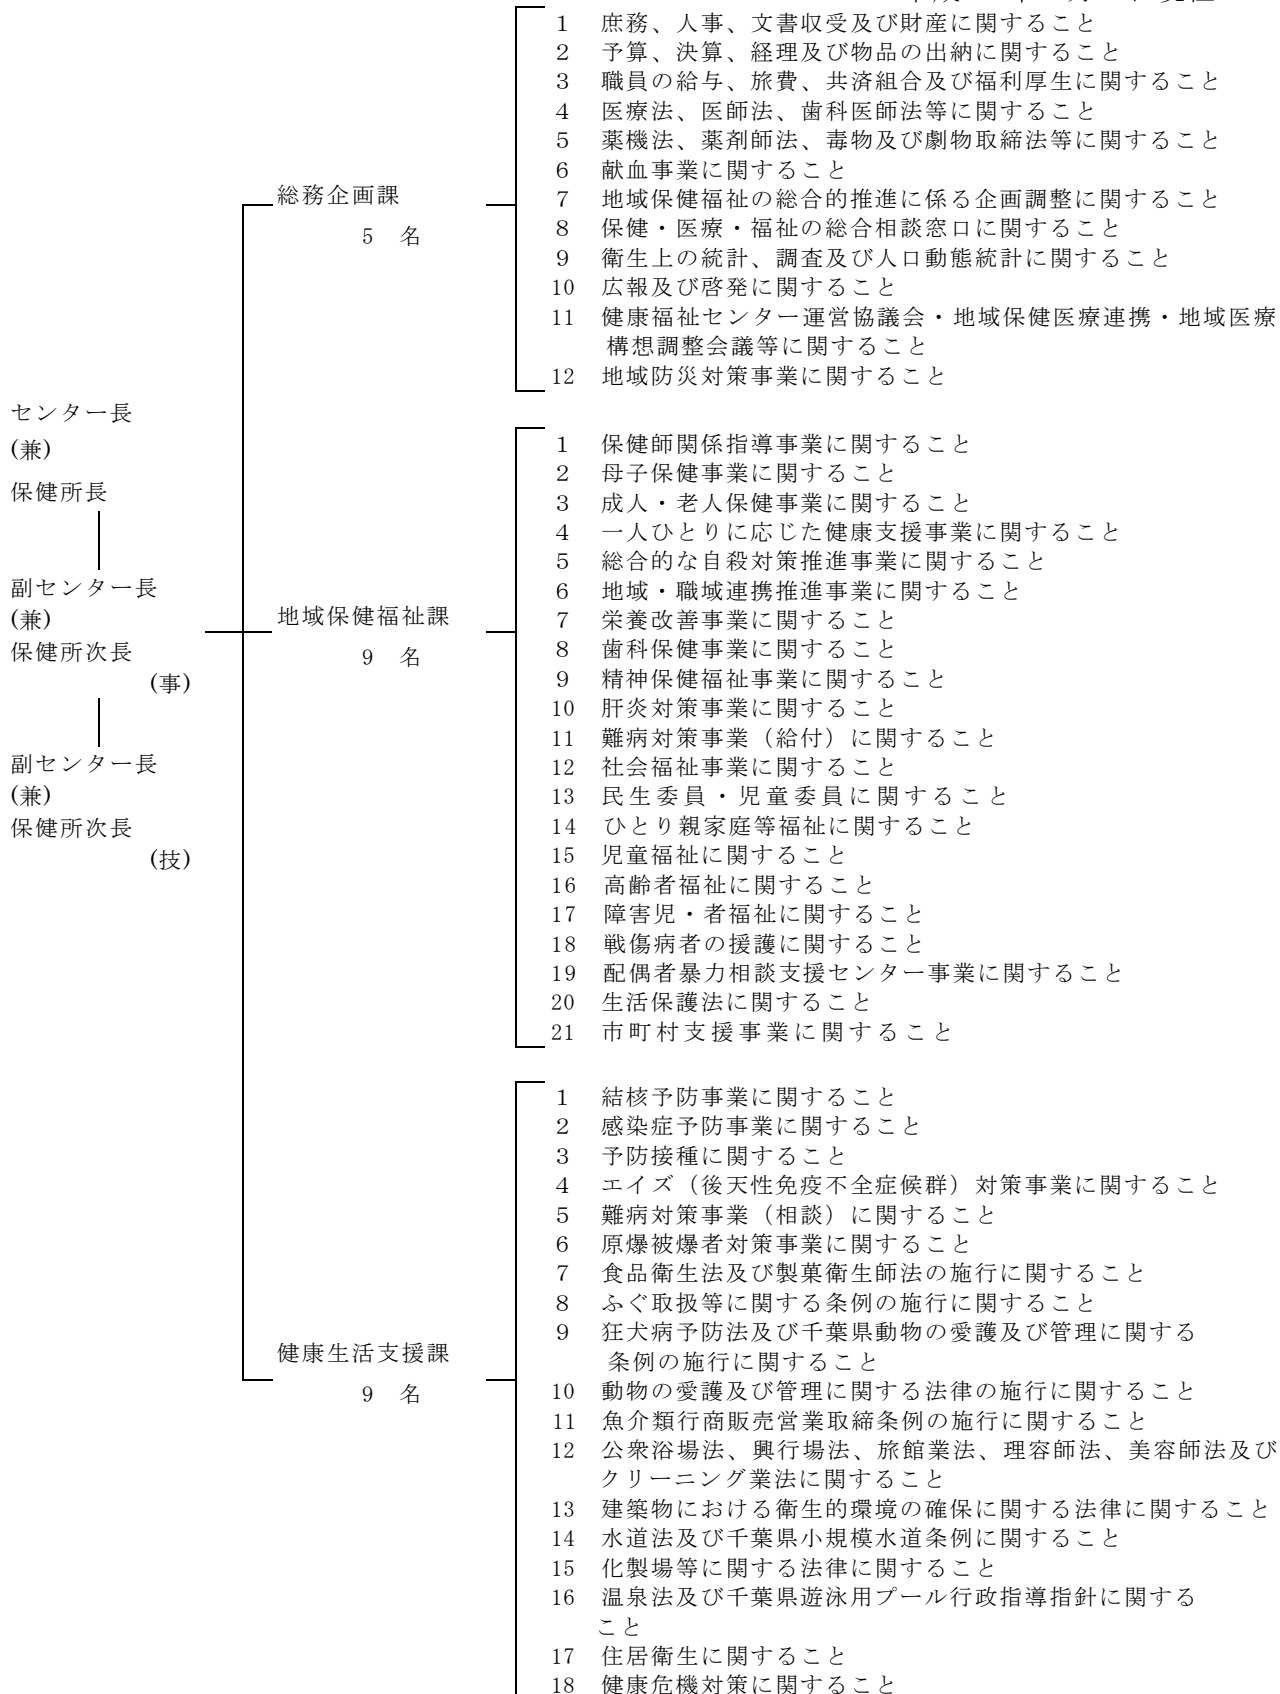 センター長
(兼)
保健所長
副センター長
(兼)
保健所次長
(事)
副センター長
(兼)
保健所次長
(技)
総務企画課
5 名
1 庶務、人事、文書収受及び財産に関すること
2 予算、決算、経理及び物品の出納に関すること
3 職員の給与、旅費、共済組合及び福利厚生に関すること
4 医療法、医師法、歯科医師法等に関すること
5 薬機法、薬剤師法、毒物及び劇物取締法等に関すること
6 献血事業に関すること
7 地域保健福祉の総合的推進に係る企画調整に関すること
8 保健・医療・福祉の総合相談窓口に関すること
9 衛生上の統計、調査及び人口動態統計に関すること
10 広報及び啓発に関すること
11 健康福祉センター運営協議会・地域保健医療連携・地域医療
構想調整会議等に関すること
12 地域防災対策事業に関すること
地域保健福祉課
9 名
1 保健師関係指導事業に関すること
2 母子保健事業に関すること
3 成人・老人保健事業に関すること
4 一人ひとりに応じた健康支援事業に関すること
5 総合的な自殺対策推進事業に関すること
6 地域・職域連携推進事業に関すること
7 栄養改善事業に関すること
8 歯科保健事業に関すること
9 精神保健福祉事業に関すること
10 肝炎対策事業に関すること
11 難病対策事業（給付）に関すること
12 社会福祉事業に関すること
13 民生委員・児童委員に関すること
14 ひとり親家庭等福祉に関すること
15 児童福祉に関すること
16 高齢者福祉に関すること
17 障害児・者福祉に関すること
18 戦傷病者の援護に関すること
19 配偶者暴力相談支援センター事業に関すること
20 生活保護法に関すること
21 市町村支援事業に関すること
健康生活支援課
9 名
1 結核予防事業に関すること
2 感染症予防事業に関すること
3 予防接種に関すること
4 エイズ（後天性免疫不全症候群）対策事業に関すること
5 難病対策事業（相談）に関すること
6 原爆被爆者対策事業に関すること
7 食品衛生法及び製菓衛生師法の施行に関すること
8 ふぐ取扱等に関する条例の施行に関すること
9 狂犬病予防法及び千葉県動物の愛護及び管理に関する
条例の施行に関すること
10 動物の愛護及び管理に関する法律の施行に関すること
11 魚介類行商販売営業取締条例の施行に関すること
12 公衆浴場法、興行場法、旅館業法、理容師法、美容師法及び
クリーニング業法に関すること
13 建築物における衛生的環境の確保に関する法律に関すること
14 水道法及び千葉県小規模水道条例に関すること
15 化製場等に関する法律に関すること
16 温泉法及び千葉県遊泳用プール行政指導指針に関する
こと
17 住居衛生に関すること
18 健康危機対策に関すること